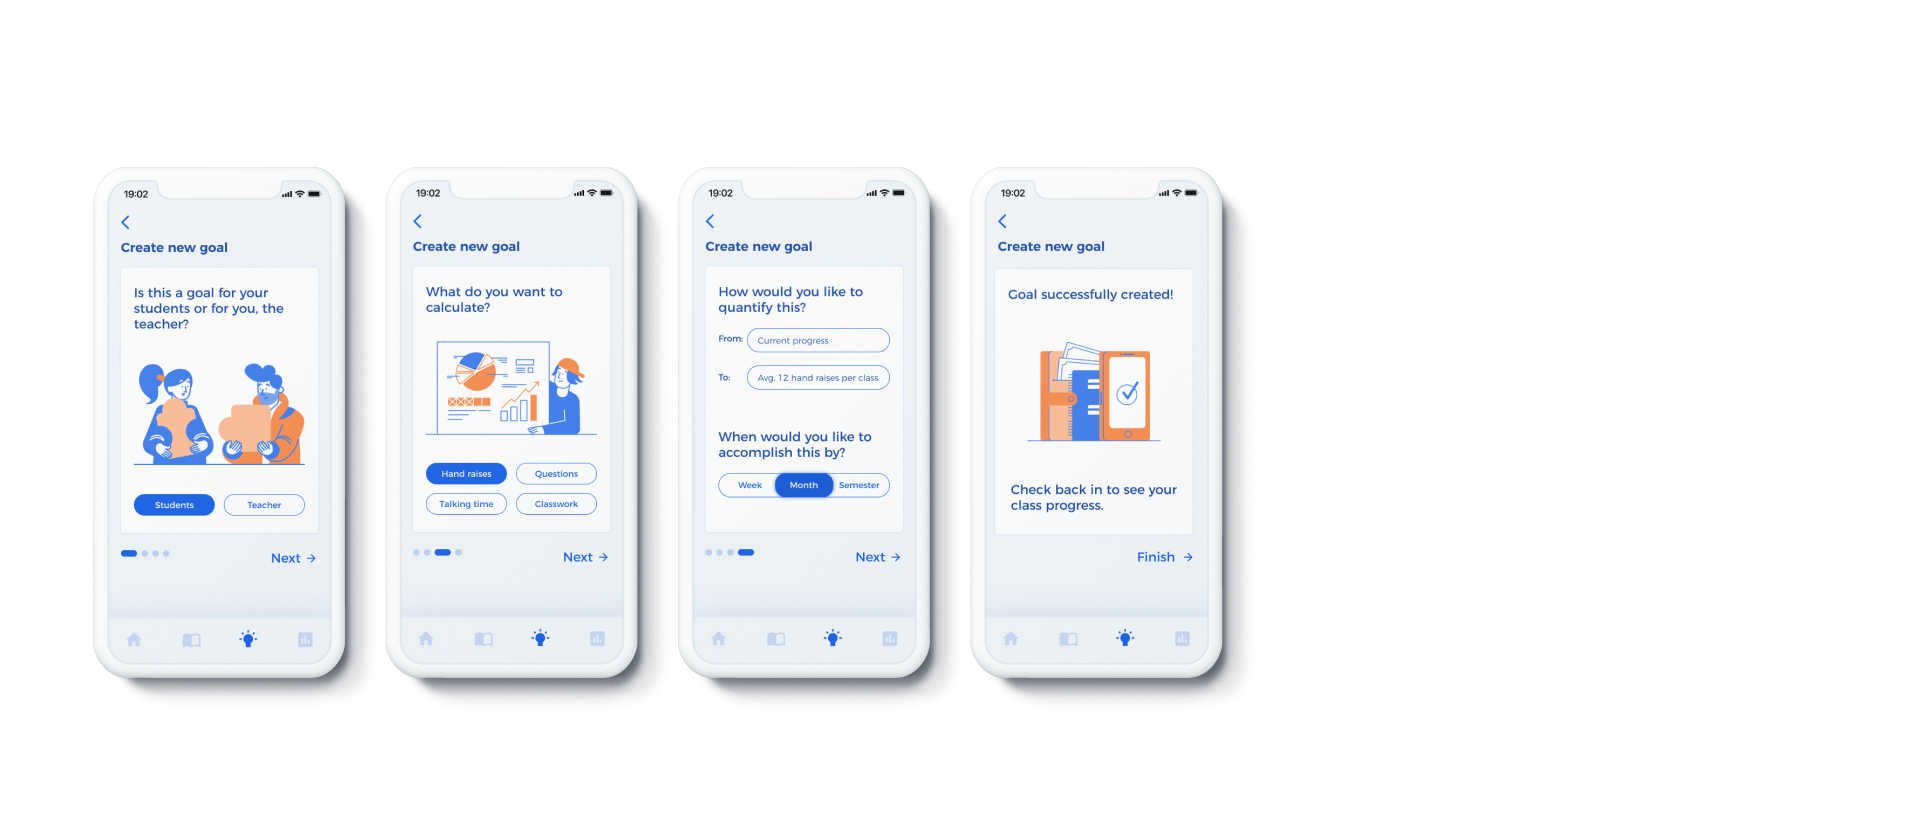 19:02
Create new goal
Is this a goal for your
students or for you, the
teacher?
Students
Teacher
Next →
19:02
Create new goal
What do you want to
calculate?
Hand raises
Questions
Talking time
Classwork
Next →
19:02
Create new goal
How would you like to
quantify this?
From:
Current progress
To:
Avg. 12 hand raises per class
When would you like to
accomplish this by?
Week
Month
Semester
Next →
19:02
Create new goal
Goal successfully created!
Check back in to see your
class progress.
Finish →